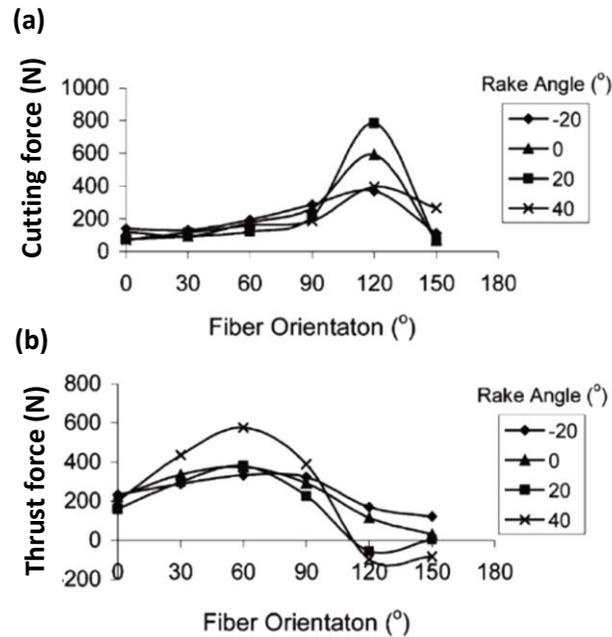 (a)
Cutting force (N)
1000
800
600
400
200
0
0 30 60 90 120 150 180
Fiber Orientaton (°)
Rake Angle (°)
-20
0
20
40
(b)
Thrust force (N)
800
600
400
200
0
-200
0 30 60 90 120 150 180
Fiber Orientaton (°)
Rake Angle (°)
-20
0
20
40